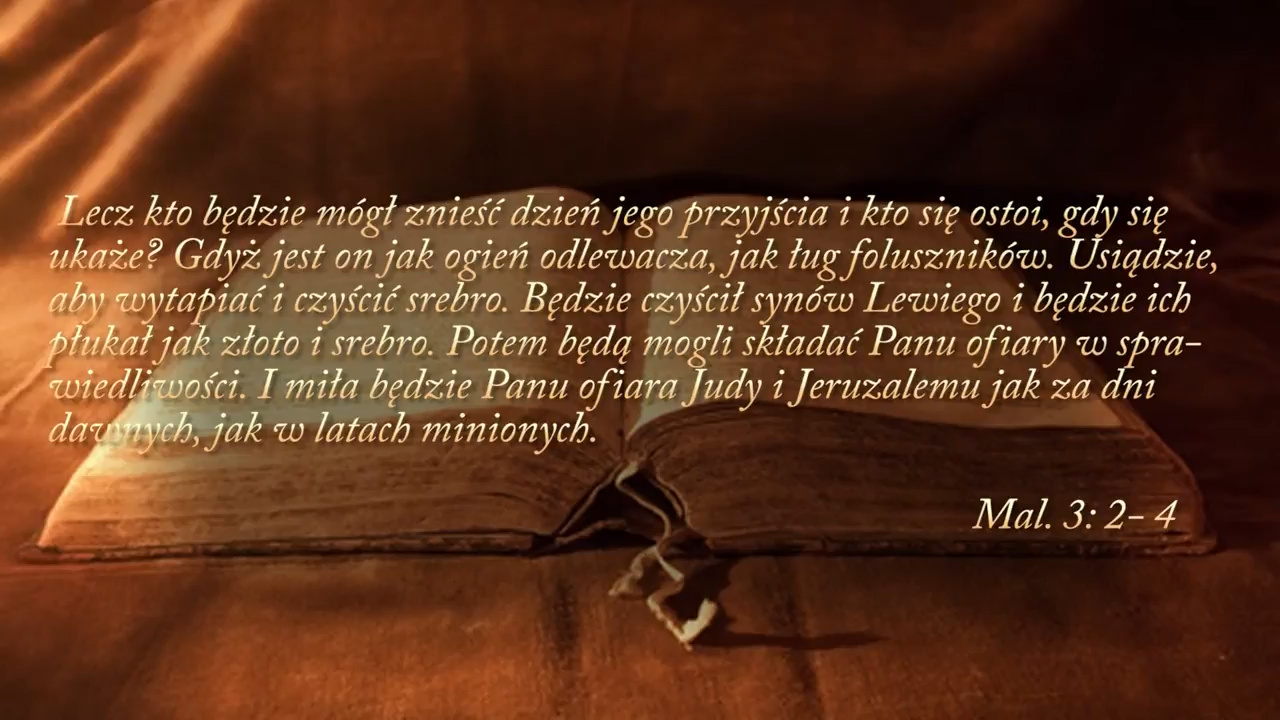 Lecz kto będzie mógł znieść dzień jego przyjścia i kto się ostoi, gdy się
ukaże? Gdyż jest on jak ogień odlewacza, jak ług foluszników. Usiądzie,
aby wytapiać i czyścić srebro. Będzie czyścił synów Lewiego i będzie ich
płukał jak złoto i srebro. Potem będą mogli składać Panu ofiary w spra-
wiedliwości. I miła będzie Panu ofiara Judy i Jeruzalemu jak za dni
dawnych, jak w latach minionych.
Mal. 3: 2- 4